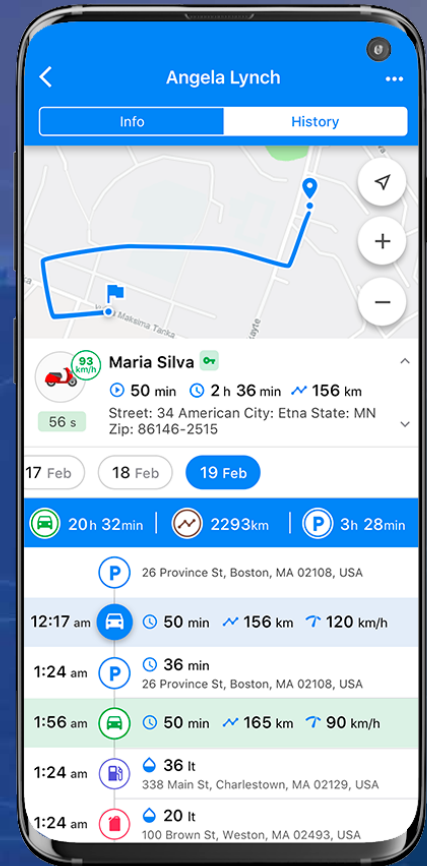 Angela Lynch
Info History
Maksima Tanka
93
km/h
Maria Silva
50 min 2 h 36 min 156 km
56 s
Street: 34 American City: Etna State: MN
Zip: 86146-2515
17 Feb 18 Feb 19 Feb
20h 32min 2293km P 3h 28min
P 26 Province St, Boston, MA 02108, USA
12:17 am 50 min 156 km 120 km/h
1:24 am P 36 min
26 Province St, Boston, MA 02108, USA
1:56 am 50 min 165 km 90 km/h
1:24 am 36 lt
338 Main St, Charlestown, MA 02129, USA
1:24 am 20 lt
100 Brown St, Weston, MA 02493, USA